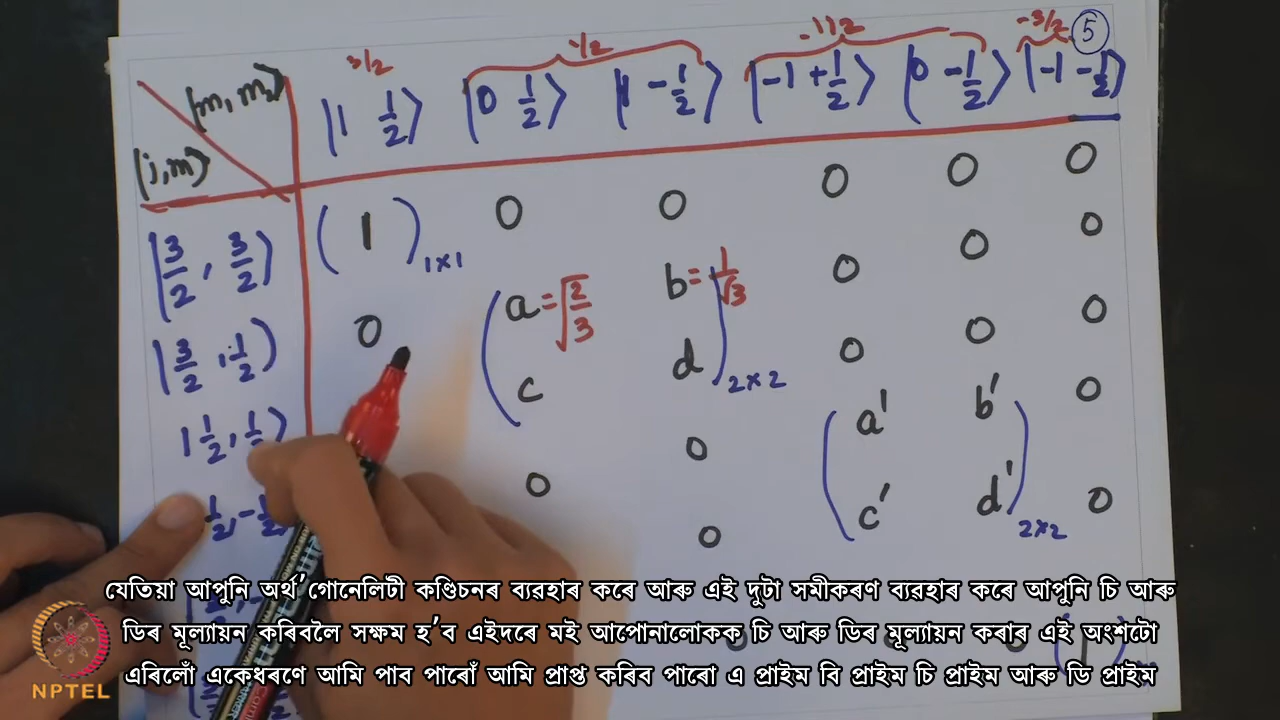 3/2 1/2 -1/2 -3/2 5
|m₁ m₂⟩ |1 1/2⟩ |0 1/2⟩ |1 -1/2⟩ |-1 +1/2⟩ |0 -1/2⟩ |-1 -1/2⟩
|j,m⟩
|3/2, 3/2⟩ (1)1x1 0 0 0 0 0
|3/2, 1/2⟩ 0 a=√2/3 b=1/√3 0 0 0
|1/2, 1/2⟩ c d 2x2 0 0 0
0 0 a' b' 0
1/2, -1/2 0 c' d' 2x2 0
যেতিয়া আপুনি অৰ্থ'গোনেলিটী কণ্ডিচনৰ ব্যৱহাৰ কৰে আৰু এই দুটা সমীকৰণ ব্যৱহাৰ কৰে আপুনি চি আৰু
ডিৰ মূল্যায়ন কৰিবলৈ সক্ষম হ'ব এইদৰে মই আপোনালোকক চি আৰু ডিৰ মূল্যায়ন কৰাৰ এই অংশটো
এৰিলোঁ একেধৰণে আমি পাব পাৰোঁ আমি প্ৰাপ্ত কৰিব পাৰো এ প্ৰাইম বি প্ৰাইম চি প্ৰাইম আৰু ডি প্ৰাইম
NPTEL